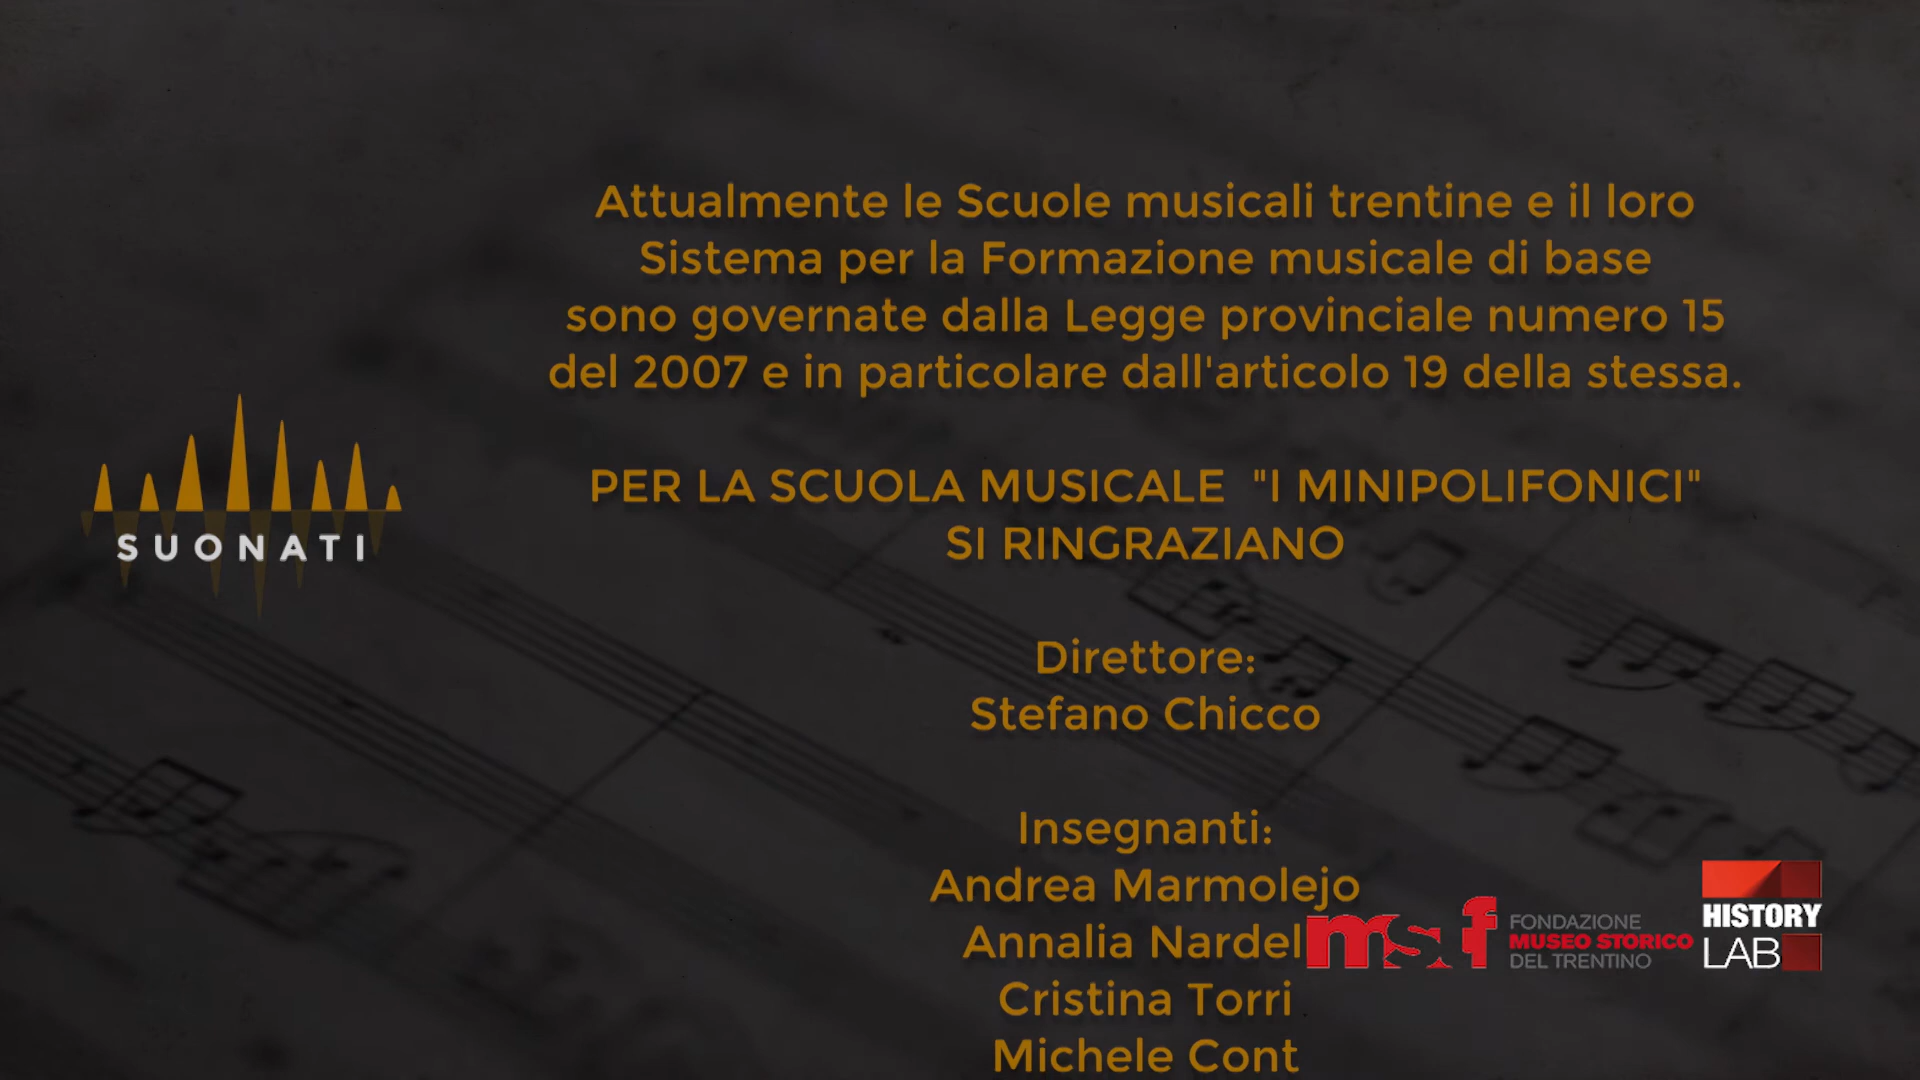 Attualmente le Scuole musicali trentine e il loro
Sistema per la Formazione musicale di base
sono governate dalla Legge provinciale numero 15
del 2007 e in particolare dall'articolo 19 della stessa.
PER LA SCUOLA MUSICALE "I MINIPOLIFONICI"
SI RINGRAZIANO
SUONATI
Direttore:
Stefano Chicco
Insegnanti:
Andrea Marmolejo
Annalia
Cristina Torri
Michele Cont
msf
FONDAZIONE
MUSEO STORICO
DEL TRENTINO
HISTORY
LAB